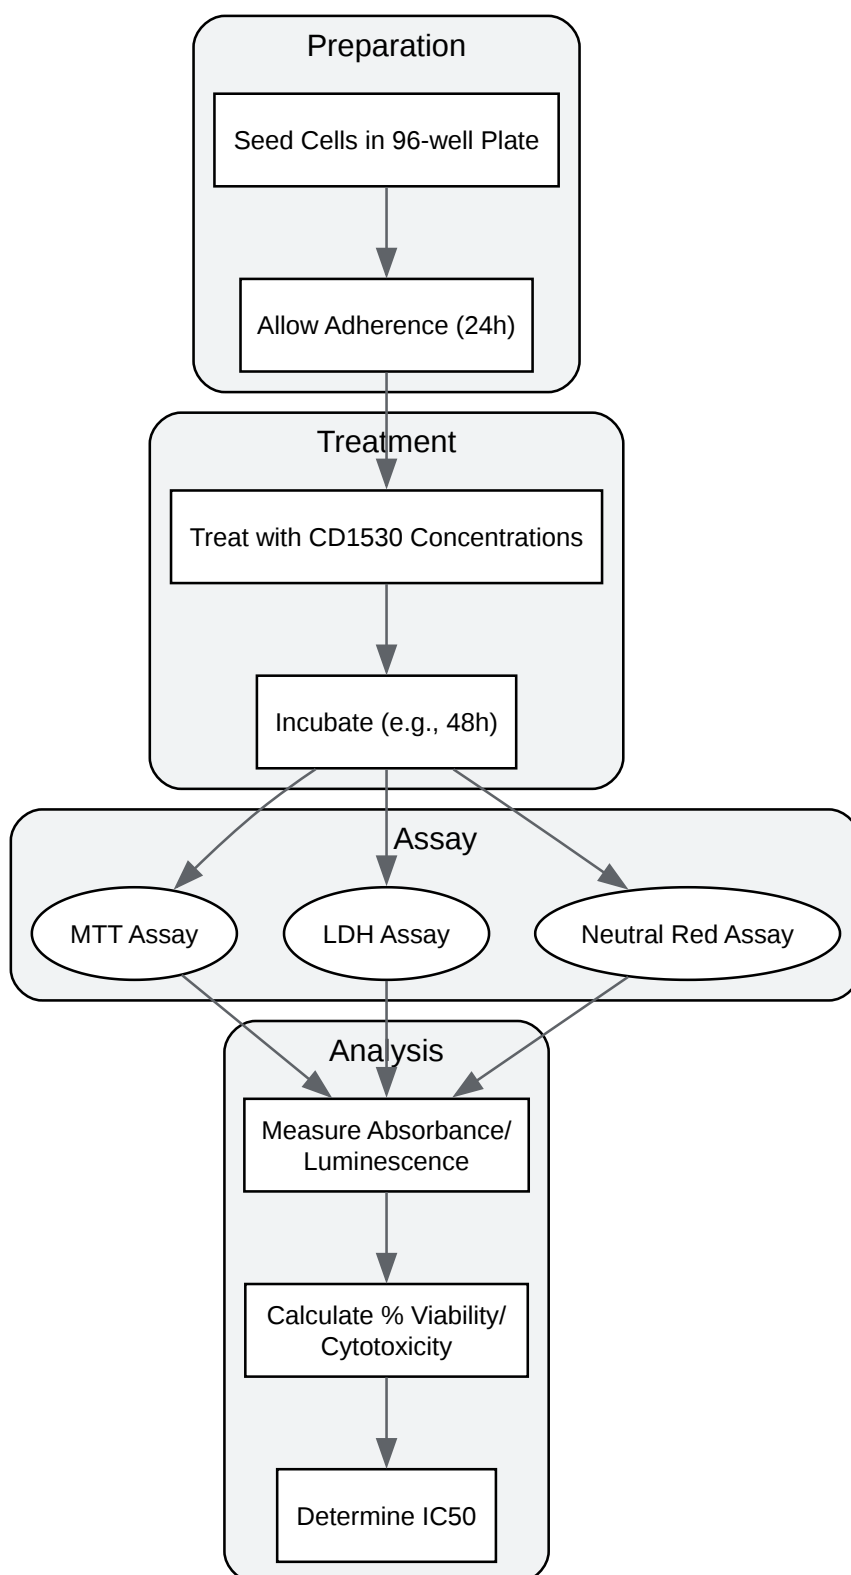 Preparation
Seed Cells in 96-well Plate
Allow Adherence (24h)
Treatment
Treat with CD1530 Concentrations
Incubate (e.g., 48h)
Assay
MTT Assay
LDH Assay
Neutral Red Assay
Analysis
Measure Absorbance/
Luminescence
Calculate % Viability/
Cytotoxicity
Determine IC50